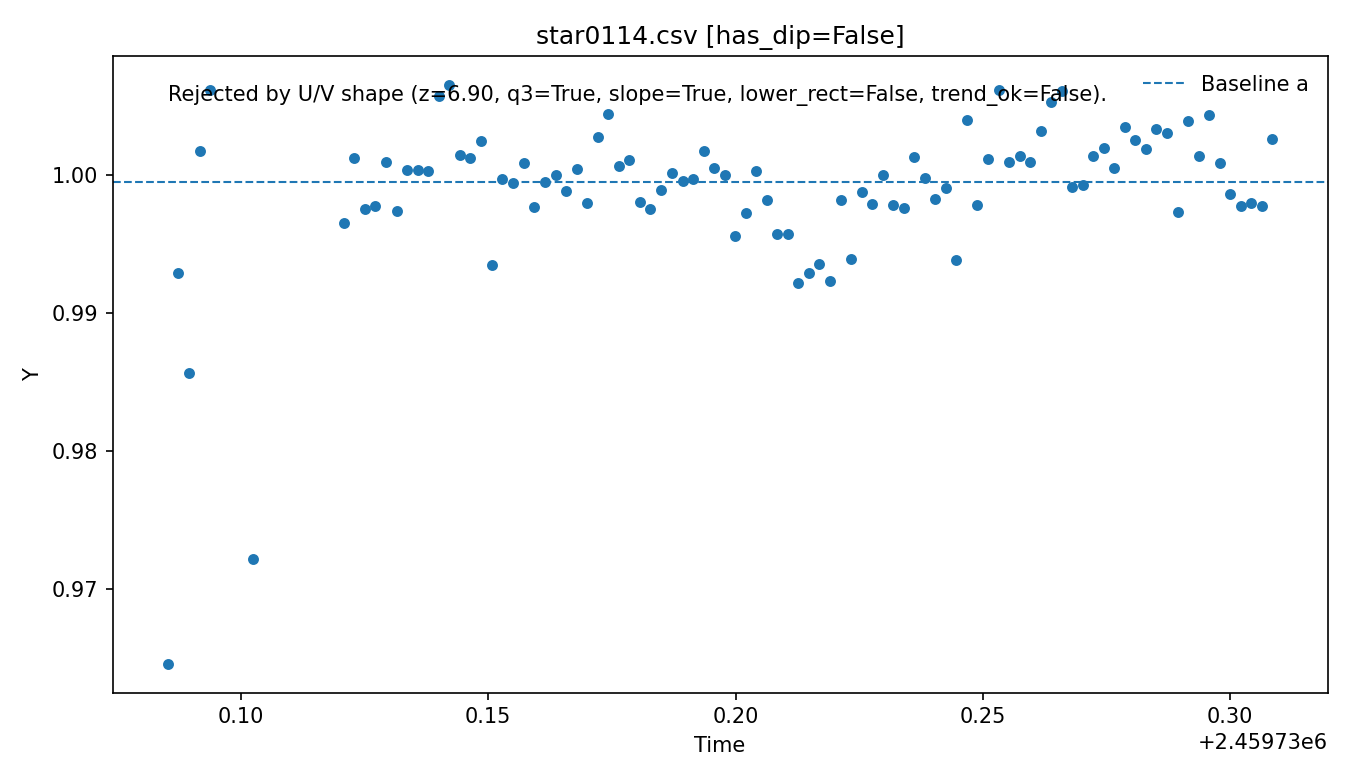 star0114.csv [has_dip=False]
Rejected by U/V shape (z=6.90, q3=True, slope=True, lower_rect=False, trend_ok=False).
Baseline a
1.00
0.99
0.98
0.97
Y
0.10
0.15
0.20
0.25
0.30
+2.45973e6
Time